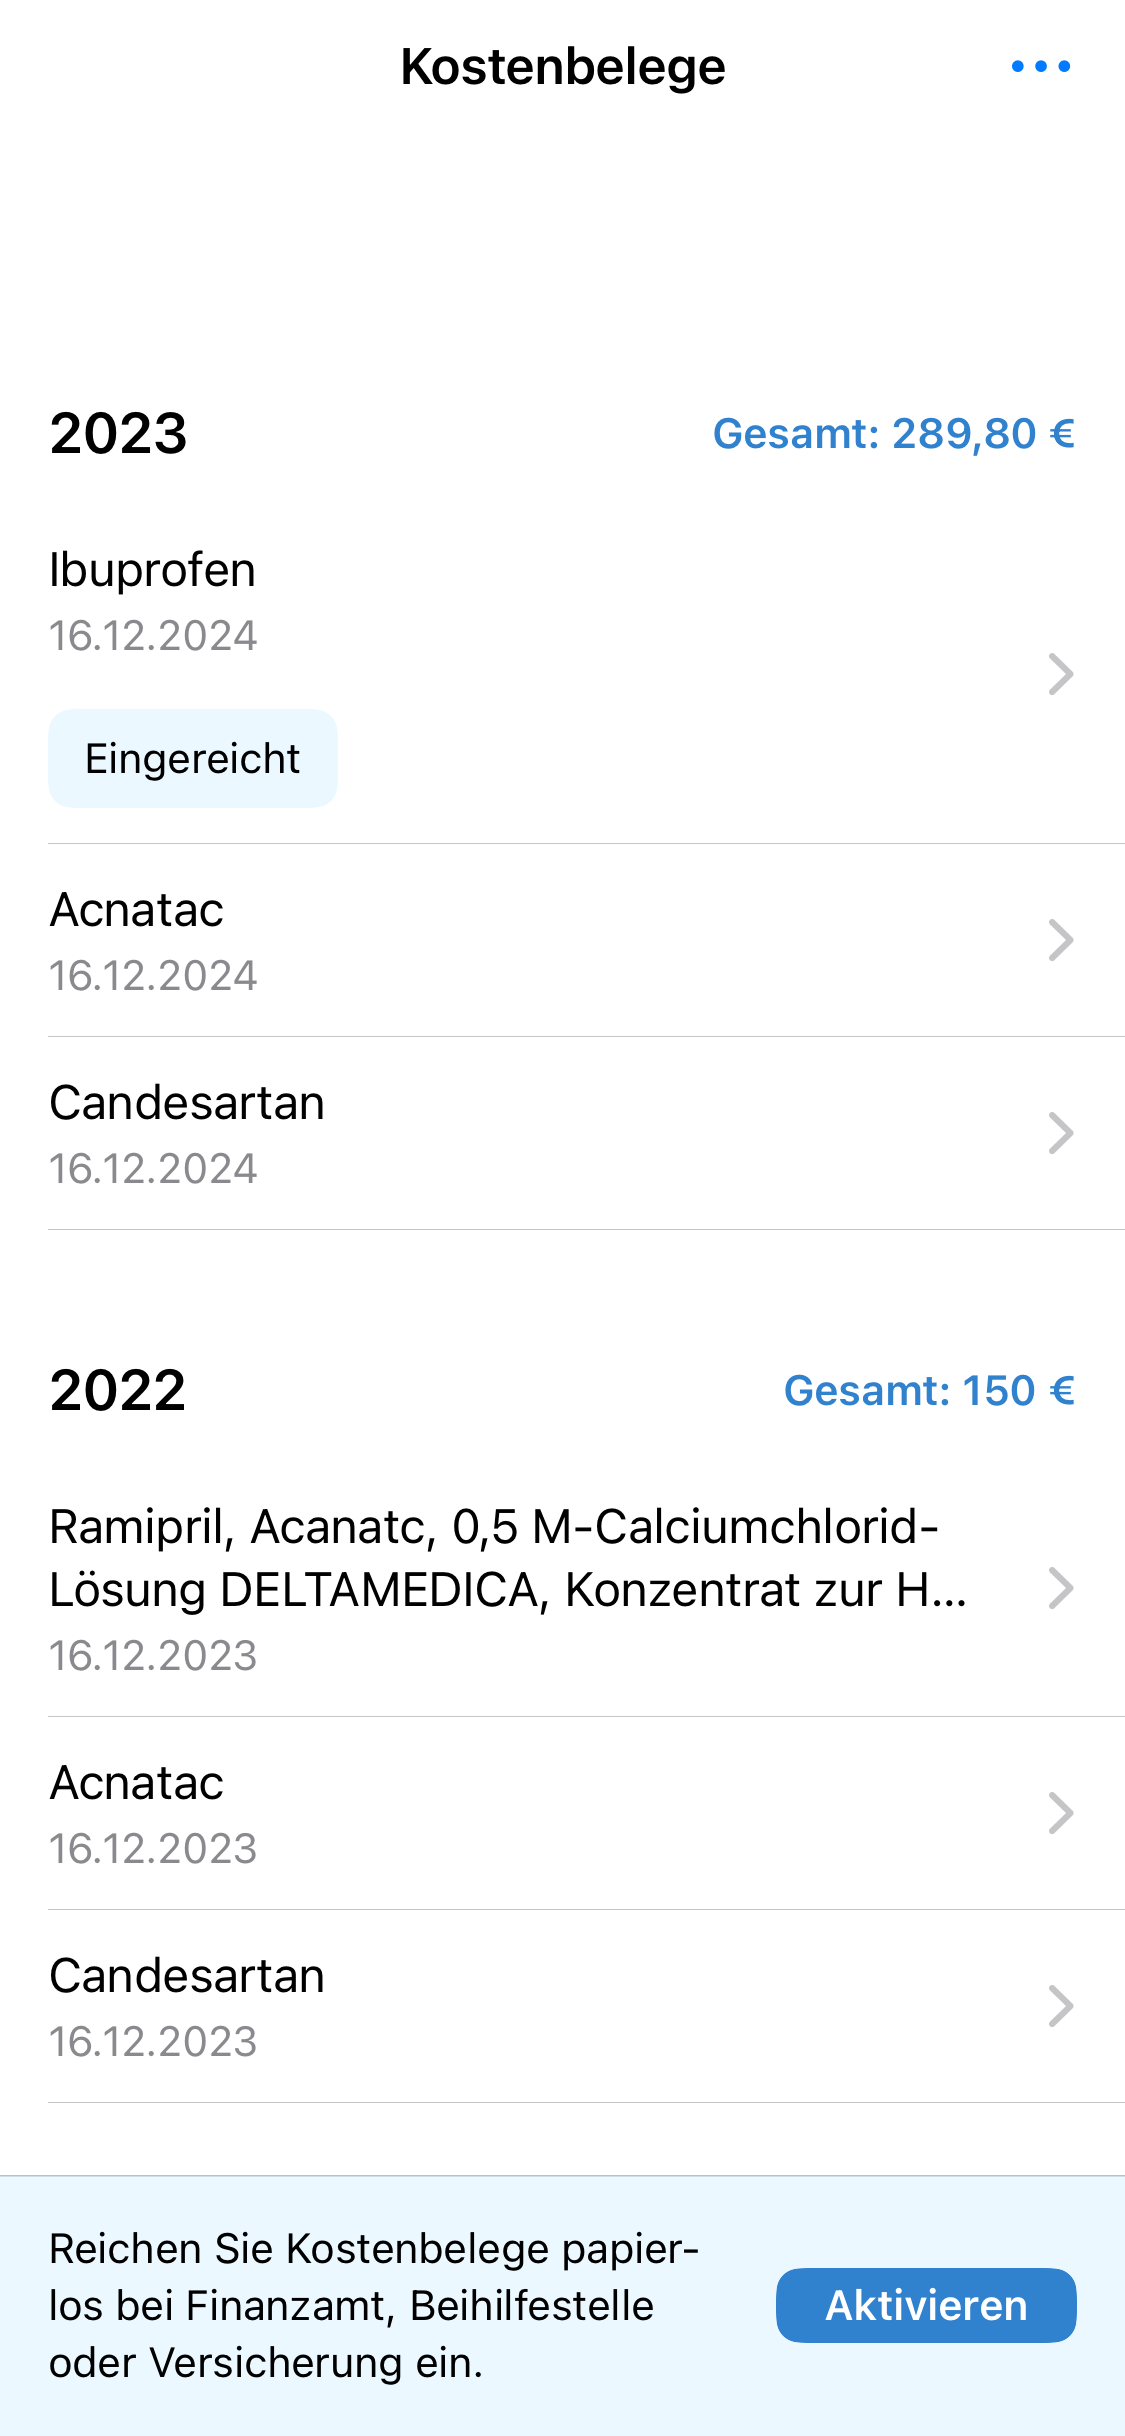 Kostenbelege
2023
Gesamt: 289,80 €
Ibuprofen
16.12.2024
Eingereicht
Acnatac
16.12.2024
Candesartan
16.12.2024
2022
Gesamt: 150 €
Ramipril, Acanatc, 0,5 M-Calciumchlorid-
Lösung DELTAMEDICA, Konzentrat zur H...
16.12.2023
Acnatac
16.12.2023
Candesartan
16.12.2023
Reichen Sie Kostenbelege papier-
los bei Finanzamt, Beihilfestelle
oder Versicherung ein.
Aktivieren